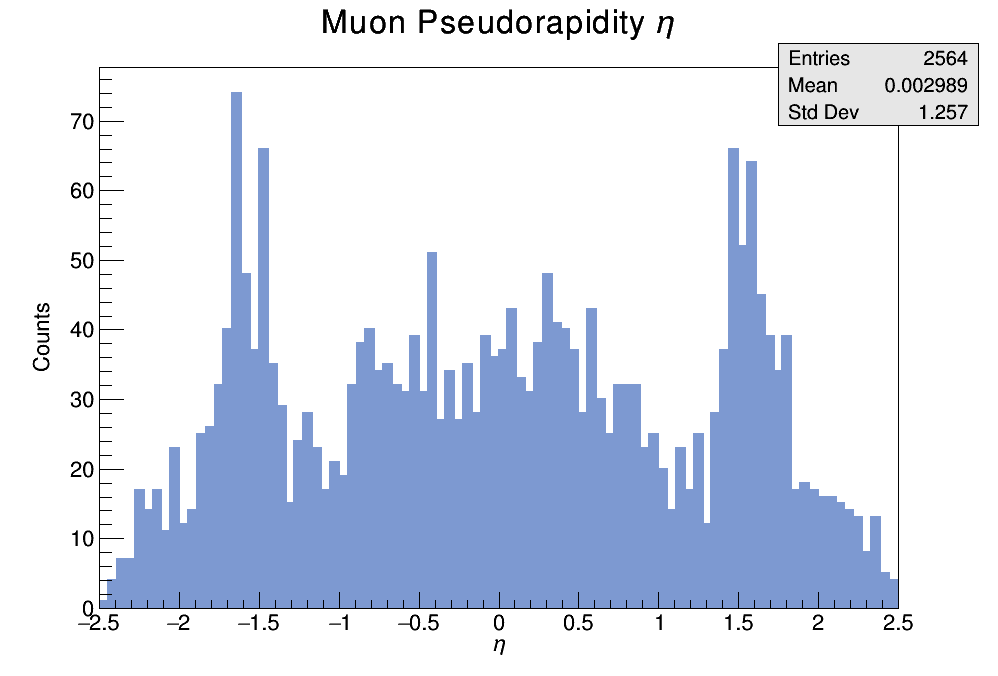 Muon Pseudorapidity η
Entries 2564
Mean 0.002989
Std Dev 1.257
Counts
70
60
50
40
30
20
10
0
−2.5 −2 −1.5 −1 −0.5 0 0.5 1 1.5 2 2.5
η